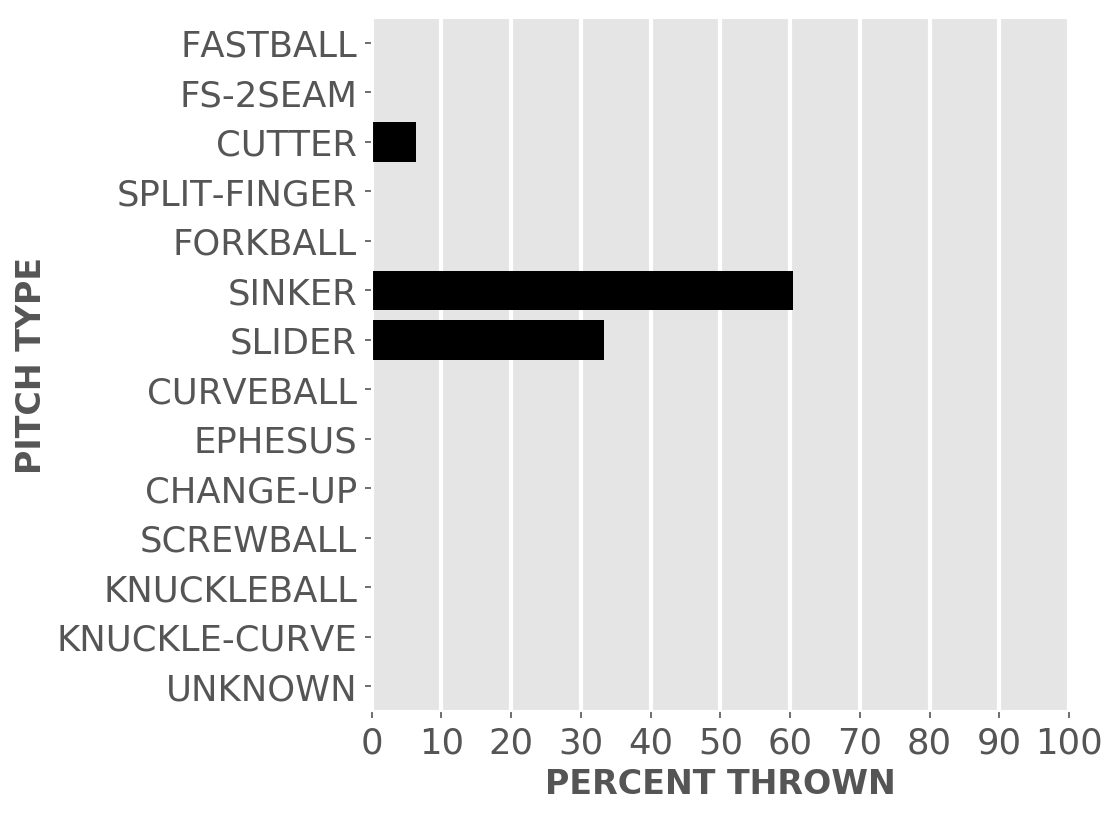 FASTBALL
FS-2SEAM
CUTTER
SPLIT-FINGER
FORKBALL
SINKER
SLIDER
CURVEBALL
EPHESUS
CHANGE-UP
SCREWBALL
KNUCKLEBALL
KNUCKLE-CURVE
UNKNOWN
PITCH TYPE
0 10 20 30 40 50 60 70 80 90 100
PERCENT THROWN